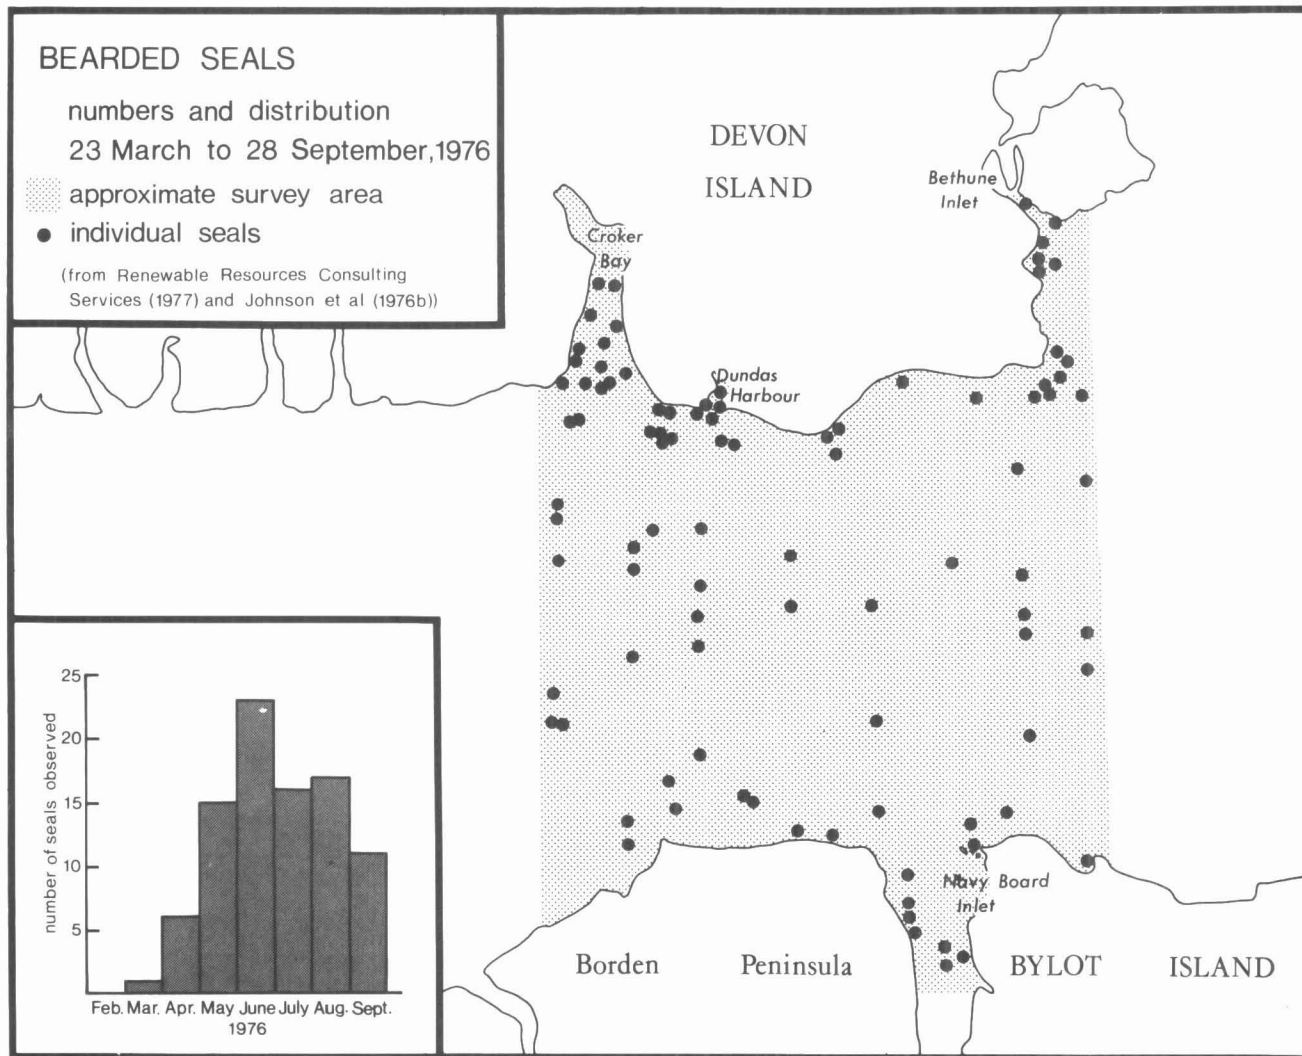 BEARDED SEALS
numbers and distribution
23 March to 28 September,1976
approximate survey area
individual seals
(from Renewable Resources Consulting
Services (1977) and Johnson et al (1976b))
DEVON
ISLAND
Bethune
Inlet
Croker
Bay
Dundas
Harbour
Navy Board
Inlet
Borden Peninsula BYLOT ISLAND
number of seals observed
25
20
15
10
5
Feb. Mar. Apr. May June July Aug. Sept.
1976